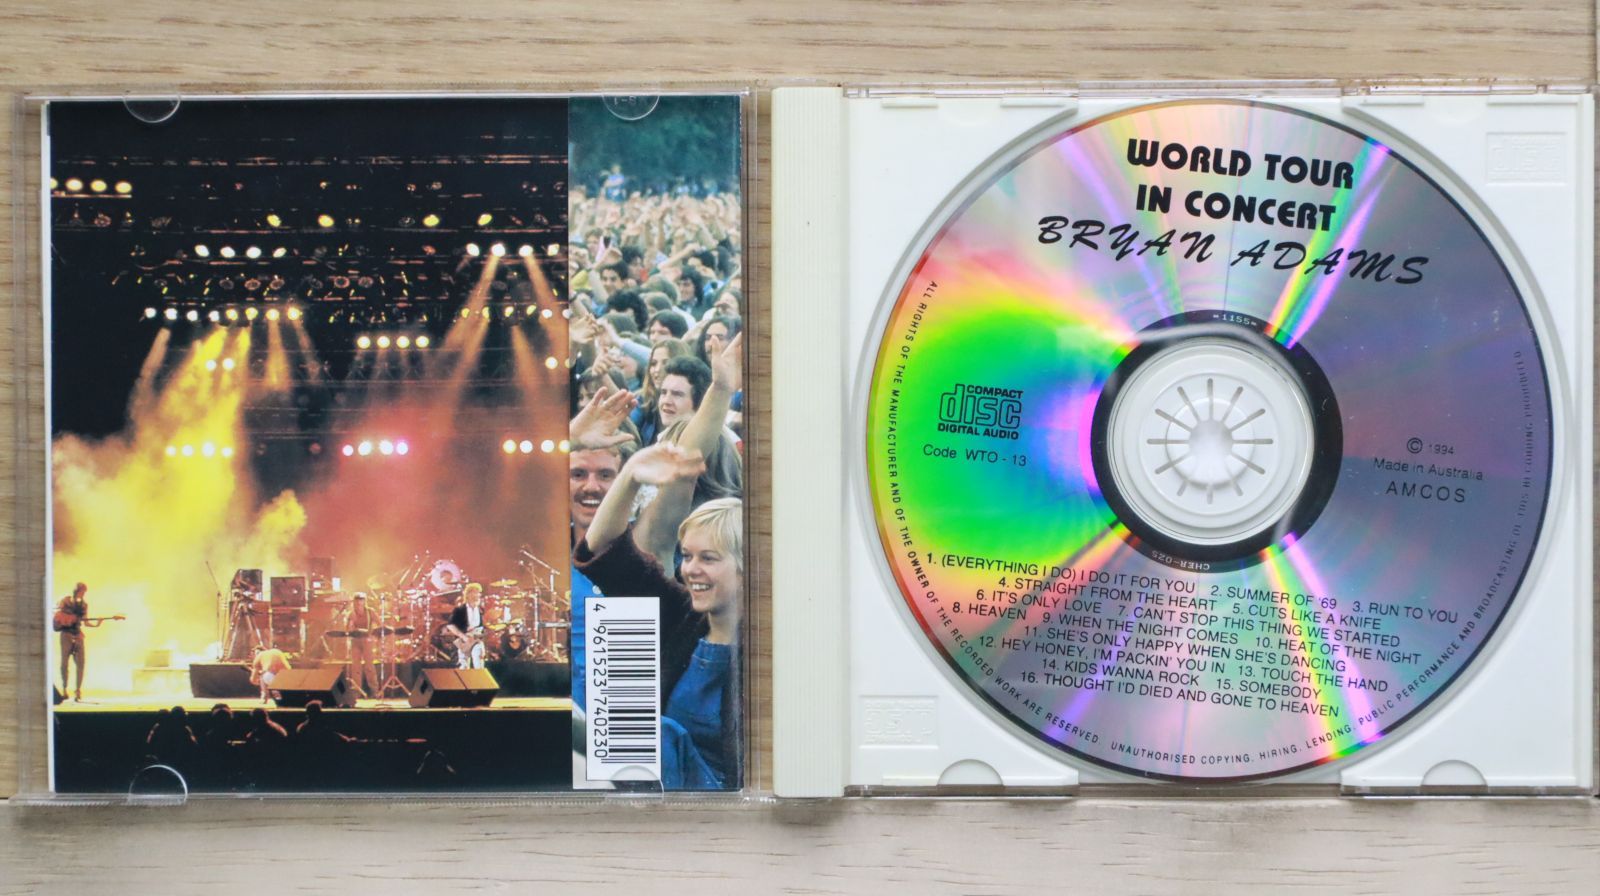 4 961523 740230
WORLD TOUR
IN CONCERT
BRYAN ADAMS
COMPACT
disc
DIGITAL AUDIO
Code WTO - 13
=1155=
CHER-025
© 1994
Made in Australia
AMCOS
1. (EVERYTHING I DO) I DO IT FOR YOU 2. SUMMER OF '69 3. RUN TO YOU
4. STRAIGHT FROM THE HEART 5. CUTS LIKE A KNIFE
6. IT'S ONLY LOVE 7. CAN'T STOP THIS THING WE STARTED
8. HEAVEN 9. WHEN THE NIGHT COMES 10. HEAT OF THE NIGHT
11. SHE'S ONLY HAPPY WHEN SHE'S DANCING
12. HEY HONEY, I'M PACKIN' YOU IN 13. TOUCH THE HAND
14. KIDS WANNA ROCK 15. SOMEBODY
16. THOUGHT I'D DIED AND GONE TO HEAVEN
ALL RIGHTS OF THE MANUFACTURER AND OF THE OWNER OF THE RECORDED WORK ARE RESERVED. UNAUTHORISED COPYING, HIRING, LENDING, PUBLIC PERFORMANCE AND BROADCASTING OF THIS RECORDING PROHIBITED
disc